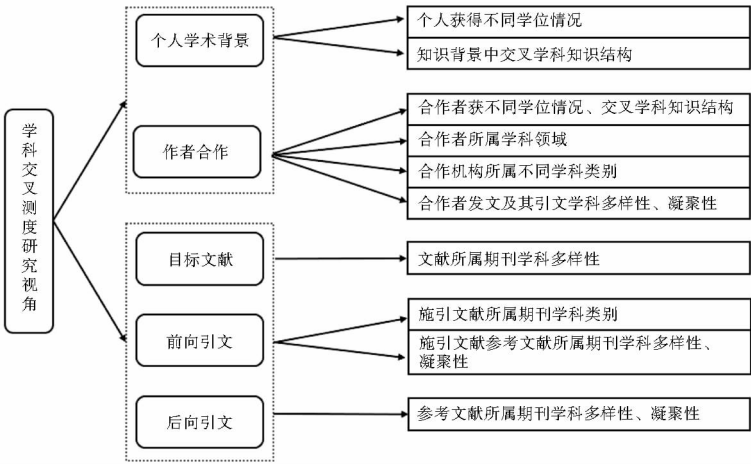 学科交叉测度研究视角
个人学术背景
个人获得不同学位情况
知识背景中交叉学科知识结构
作者合作
合作者获不同学位情况、交叉学科知识结构
合作者所属学科领域
合作机构所属不同学科类别
合作者发文及其引文学科多样性、凝聚性
目标文献
文献所属期刊学科多样性
前向引文
施引文献所属期刊学科类别
施引文献参考文献所属期刊学科多样性、
凝聚性
后向引文
参考文献所属期刊学科多样性、凝聚性